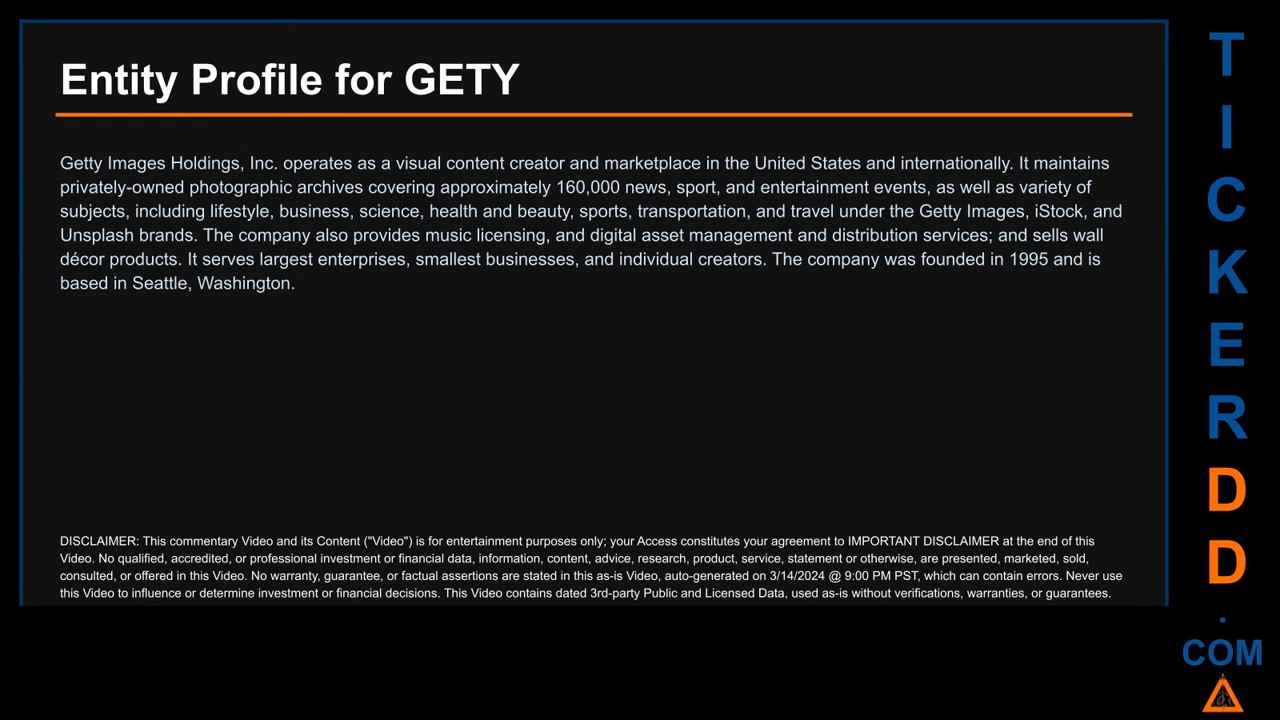 Entity Profile for GETY
Getty Images Holdings, Inc. operates as a visual content creator and marketplace in the United States and internationally. It maintains
privately-owned photographic archives covering approximately 160,000 news, sport, and entertainment events, as well as variety of
subjects, including lifestyle, business, science, health and beauty, sports, transportation, and travel under the Getty Images, iStock, and
Unsplash brands. The company also provides music licensing, and digital asset management and distribution services; and sells wall
décor products. It serves largest enterprises, smallest businesses, and individual creators. The company was founded in 1995 and is
based in Seattle, Washington.
DISCLAIMER: This commentary Video and its Content ("Video") is for entertainment purposes only; your Access constitutes your agreement to IMPORTANT DISCLAIMER at the end of this
Video. No qualified, accredited, or professional investment or financial data, information, content, advice, research, product, service, statement or otherwise, are presented, marketed, sold,
consulted, or offered in this Video. No warranty, guarantee, or factual assertions are stated in this as-is Video, auto-generated on 3/14/2024 @ 9:00 PM PST, which can contain errors. Never use
this Video to influence or determine investment or financial decisions. This Video contains dated 3rd-party Public and Licensed Data, used as-is without verifications, warranties, or guarantees.
T
I
C
K
E
R
D
D
.
COM